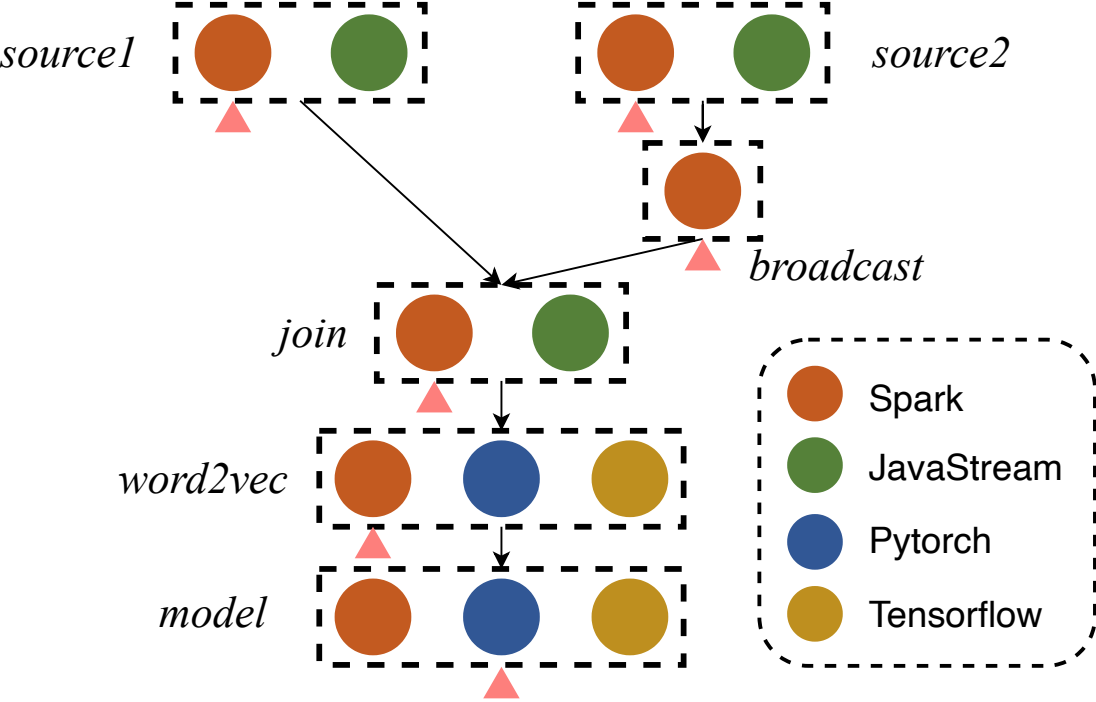 source1
source2
broadcast
join
word2vec
model
Spark
JavaStream
Pytorch
Tensorflow